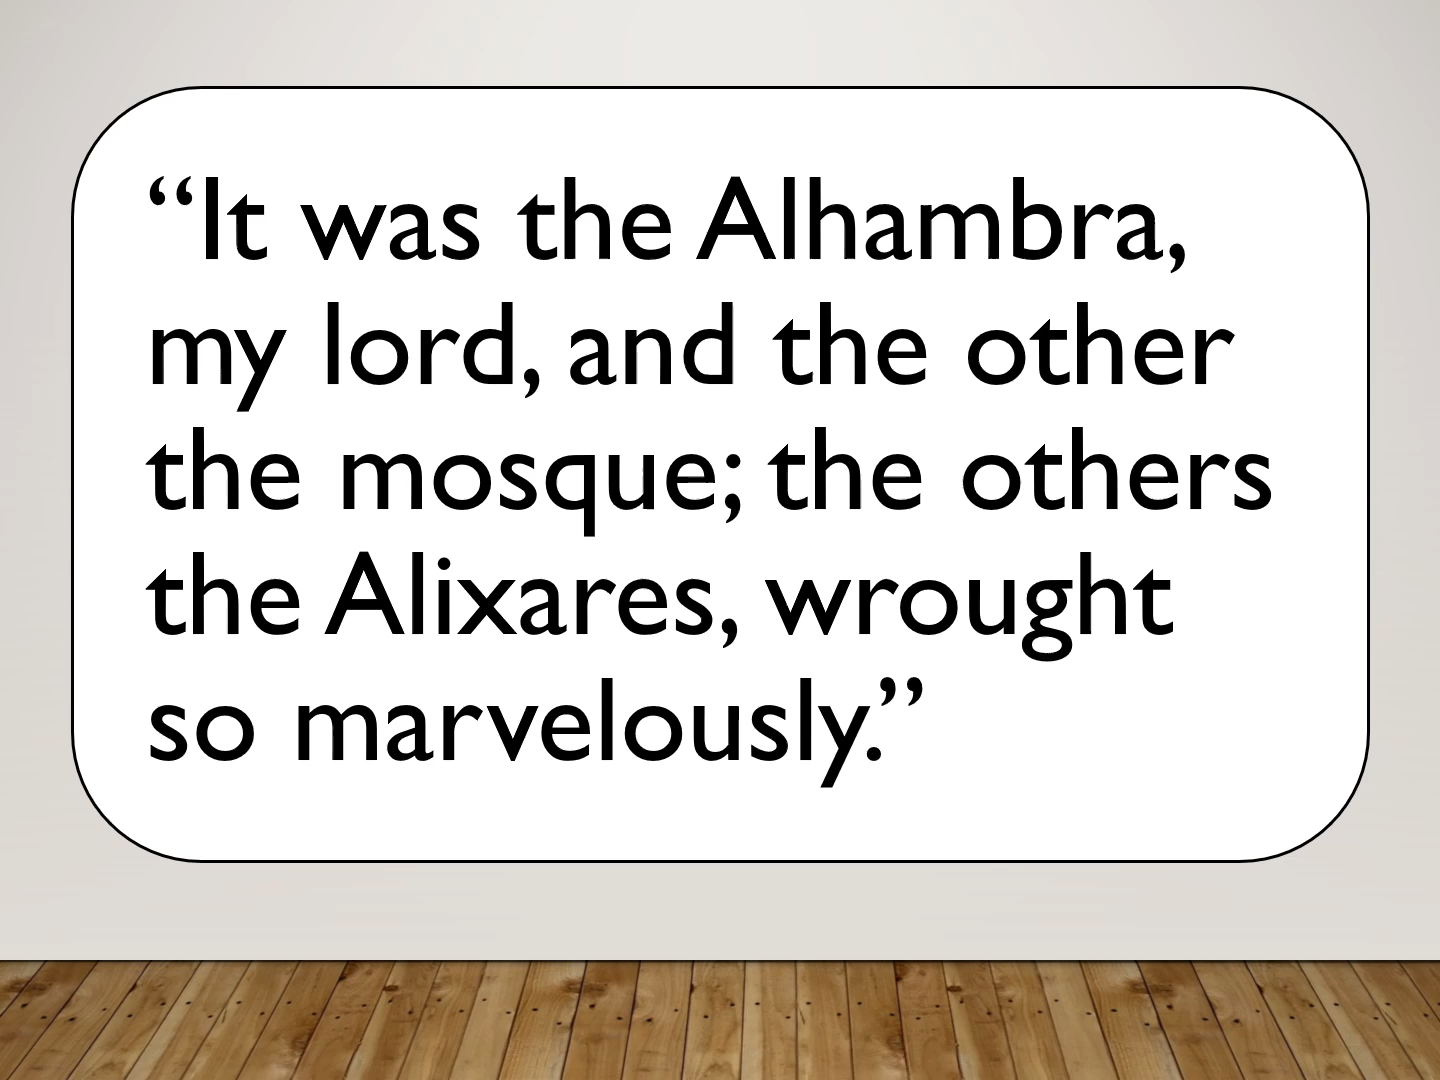 “It was the Alhambra,
my lord, and the other
the mosque; the others
the Alixares, wrought
so marvelously.”